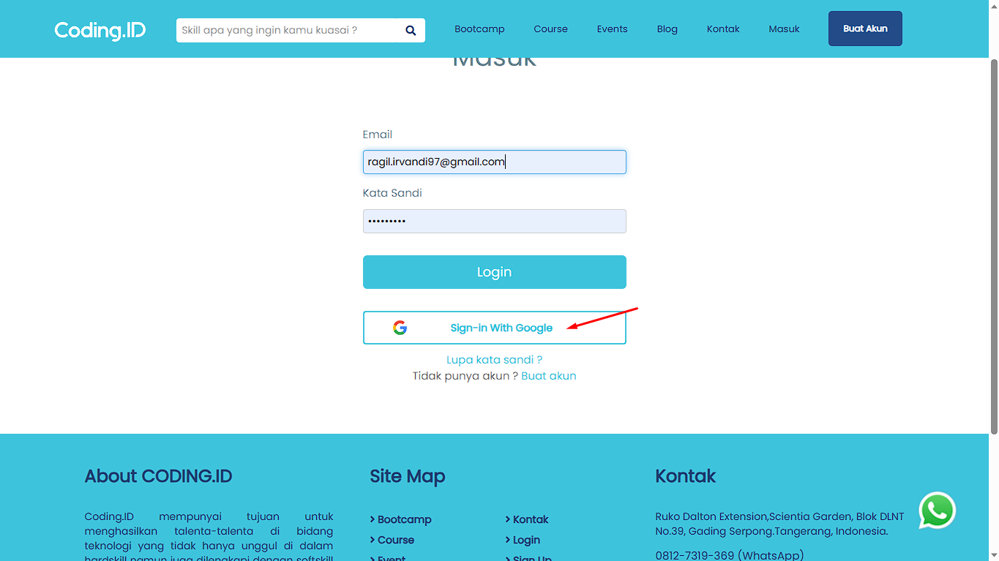 Coding.ID
Skill apa yang ingin kamu kuasai ?
Bootcamp
Course
Events
Blog
Kontak
Masuk
Buat Akun
Masuk
Email
ragil.irvandi97@gmail.com
Kata Sandi
•••••••••
Login
Sign-in With Google
Lupa kata sandi ?
Tidak punya akun ? Buat akun
About CODING.ID
Coding.ID mempunyai tujuan untuk
menghasilkan talenta-talenta di bidang
teknologi yang tidak hanya unggul di dalam
hardskill namun juga dilengkapi dengan softskill
Site Map
Bootcamp
Course
Event
Kontak
Login
Sign Up
Kontak
Ruko Dalton Extension,Scientia Garden, Blok DLNT
No.39, Gading Serpong.Tangerang, Indonesia.
0812-7319-369 (WhatsApp)